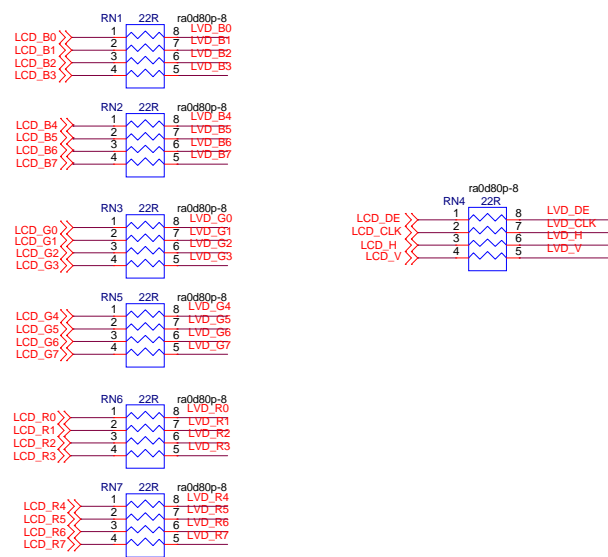 RN1 22R ra0d80p-8
LCD_B0 1 8 LVD_B0
LCD_B1 2 7 LVD_B1
LCD_B2 3 6 LVD_B2
LCD_B3 4 5 LVD_B3
RN2 22R ra0d80p-8
LCD_B4 1 8 LVD_B4
LCD_B5 2 7 LVD_B5
LCD_B6 3 6 LVD_B6
LCD_B7 4 5 LVD_B7
RN3 22R ra0d80p-8
LCD_G0 1 8 LVD_G0
LCD_G1 2 7 LVD_G1
LCD_G2 3 6 LVD_G2
LCD_G3 4 5 LVD_G3
RN5 22R ra0d80p-8
LCD_G4 1 8 LVD_G4
LCD_G5 2 7 LVD_G5
LCD_G6 3 6 LVD_G6
LCD_G7 4 5 LVD_G7
RN6 22R ra0d80p-8
LCD_R0 1 8 LVD_R0
LCD_R1 2 7 LVD_R1
LCD_R2 3 6 LVD_R2
LCD_R3 4 5 LVD_R3
RN7 22R ra0d80p-8
LCD_R4 1 8 LVD_R4
LCD_R5 2 7 LVD_R5
LCD_R6 3 6 LVD_R6
LCD_R7 4 5 LVD_R7
ra0d80p-8
RN4 22R
LCD_DE 1 8 LVD_DE
LCD_CLK 2 7 LVD_CLK
LCD_H 3 6 LVD_H
LCD_V 4 5 LVD_V